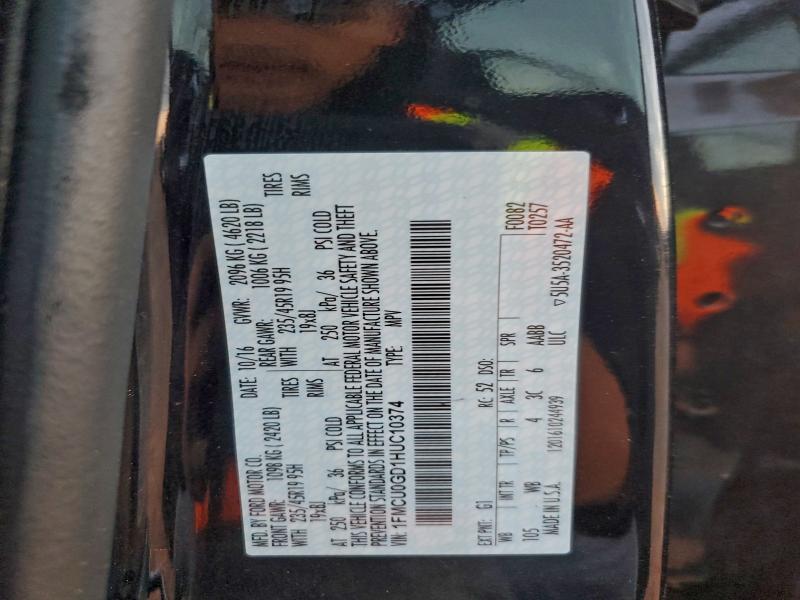 MFD. BY FORD MOTOR CO. DATE: 10/16 GVWR: 2096 KG ( 4620 LB)
FRONT GAWR: 1098 KG ( 2420 LB) REAR GAWR: 1006 KG ( 2218 LB)
WITH 235/45R19 95H TIRES WITH 235/45R19 95H TIRES
19x8J RIMS 19x8J RIMS
AT 250 kPa/ 36 PSI COLD AT 250 kPa/ 36 PSI COLD
THIS VEHICLE CONFORMS TO ALL APPLICABLE FEDERAL MOTOR VEHICLE SAFETY AND THEFT
PREVENTION STANDARDS IN EFFECT ON THE DATE OF MANUFACTURE SHOWN ABOVE.
VIN: 1FMCU0GD1HUC10374 TYPE: MPV
F0082
EXT PNT: G1 RC: 52 DSO: T0257
WB INT TR TP/PS R AXLE TR SPR
105 WB 4 3C 6 AABB
MADE IN U.S.A. 1201610244939 ULC ▽5U5A-3520472-AA